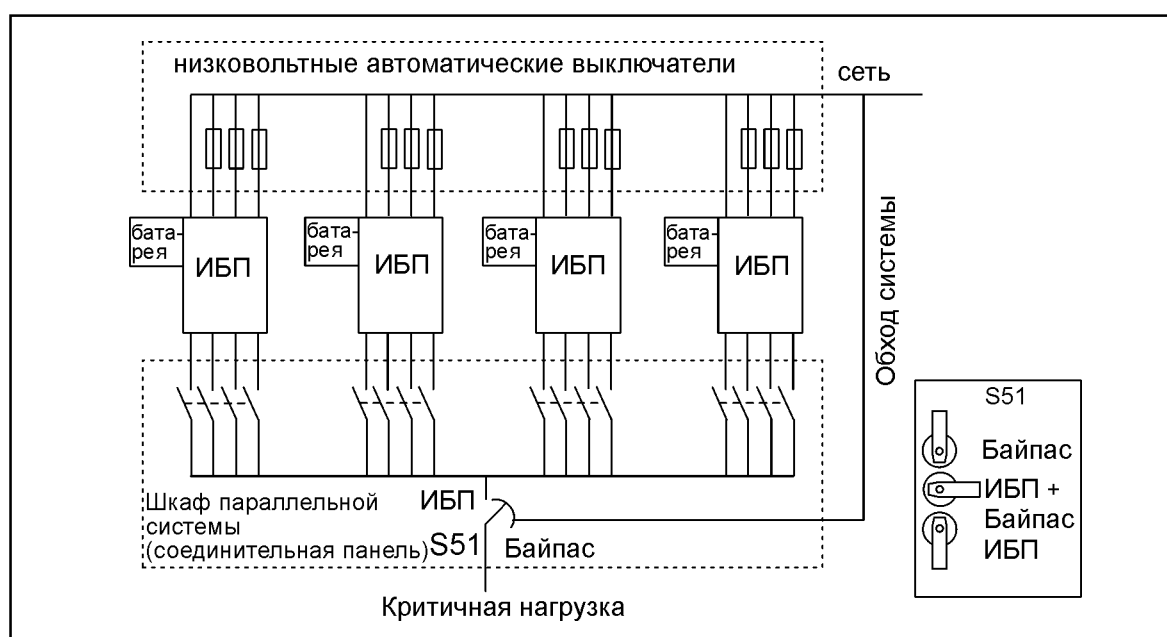 низковольтные автоматические выключатели
сеть
бата-
рея
ИБП
бата-
рея
ИБП
бата-
рея
ИБП
бата-
рея
ИБП
Обход системы
Шкаф параллельной
системы
(соединительная панель)
ИБП
S51
Байпас
Критичная нагрузка
S51
Байпас
ИБП +
Байпас
ИБП